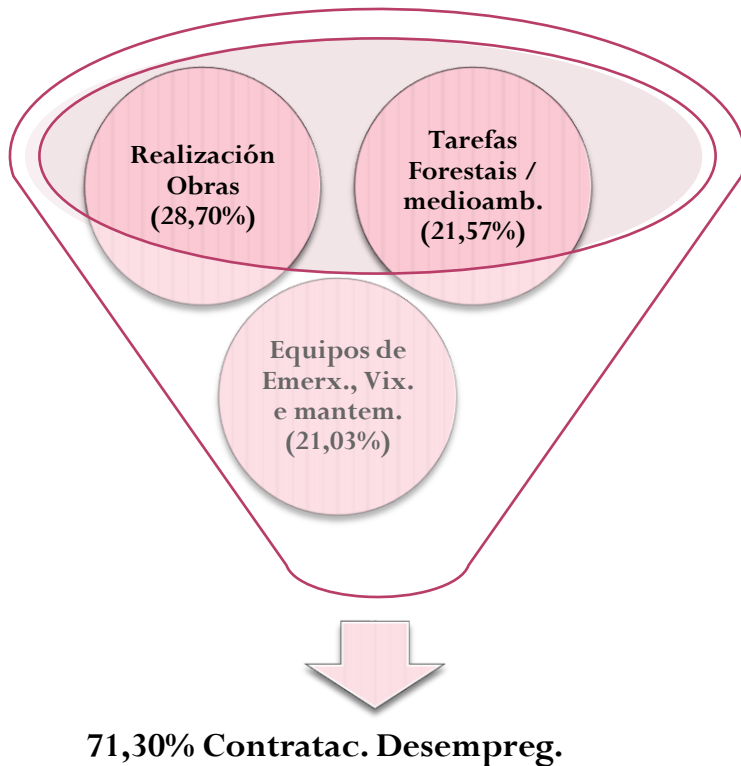 Realización
Obras
(28,70%)
Tarefas
Forestais /
medioamb.
(21,57%)
Equipos de
Emerx., Vix.
e mantem.
(21,03%)
71,30% Contratac. Desempreg.